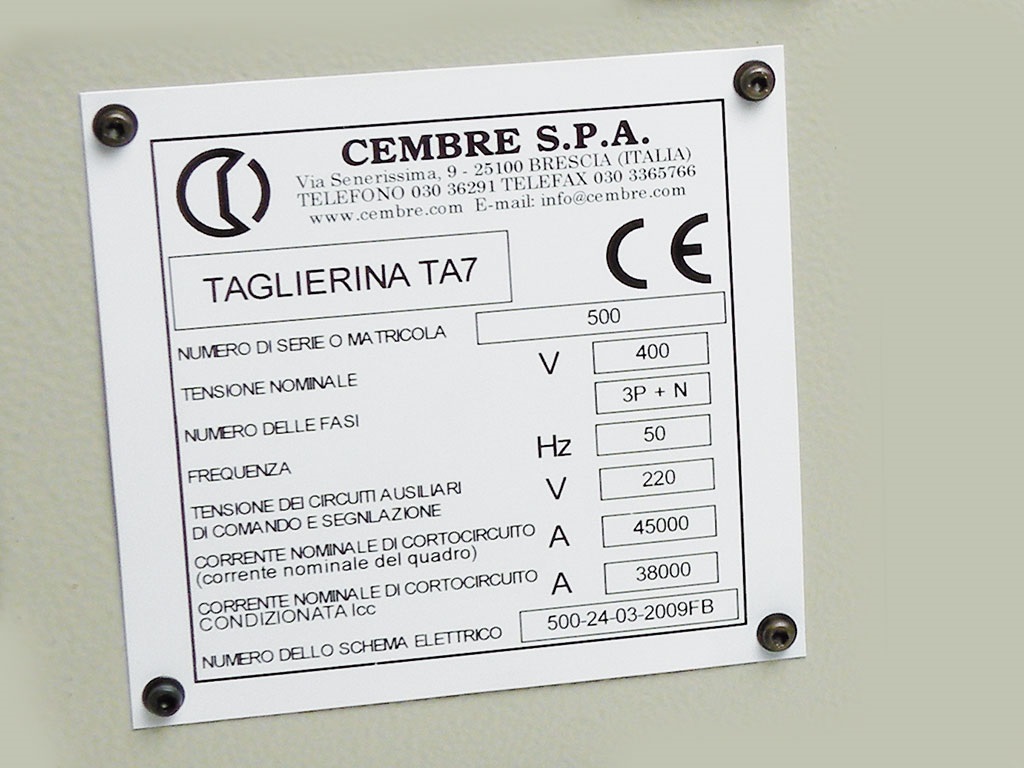 CEMBRE S.P.A.
Via Senerissima, 9 - 25100 BRESCIA (ITALIA)
TELEFONO 030 36291 TELEFAX 030 3365766
www.cembre.com E-mail: info@cembre.com
CE
TAGLIERINA TA7
NUMERO DI SERIE O MATRICOLA 500
TENSIONE NOMINALE V 400
NUMERO DELLE FASI 3P + N
FREQUENZA Hz 50
TENSIONE DEI CIRCUITI AUSILIARI V 220
DI COMANDO E SEGNLAZIONE
CORRENTE NOMINALE DI CORTOCIRCUITO A 45000
(corrente nominale del quadro)
CORRENTE NOMINALE DI CORTOCIRCUITO A 38000
CONDIZIONATA Icc
NUMERO DELLO SCHEMA ELETTRICO 500-24-03-2009FB